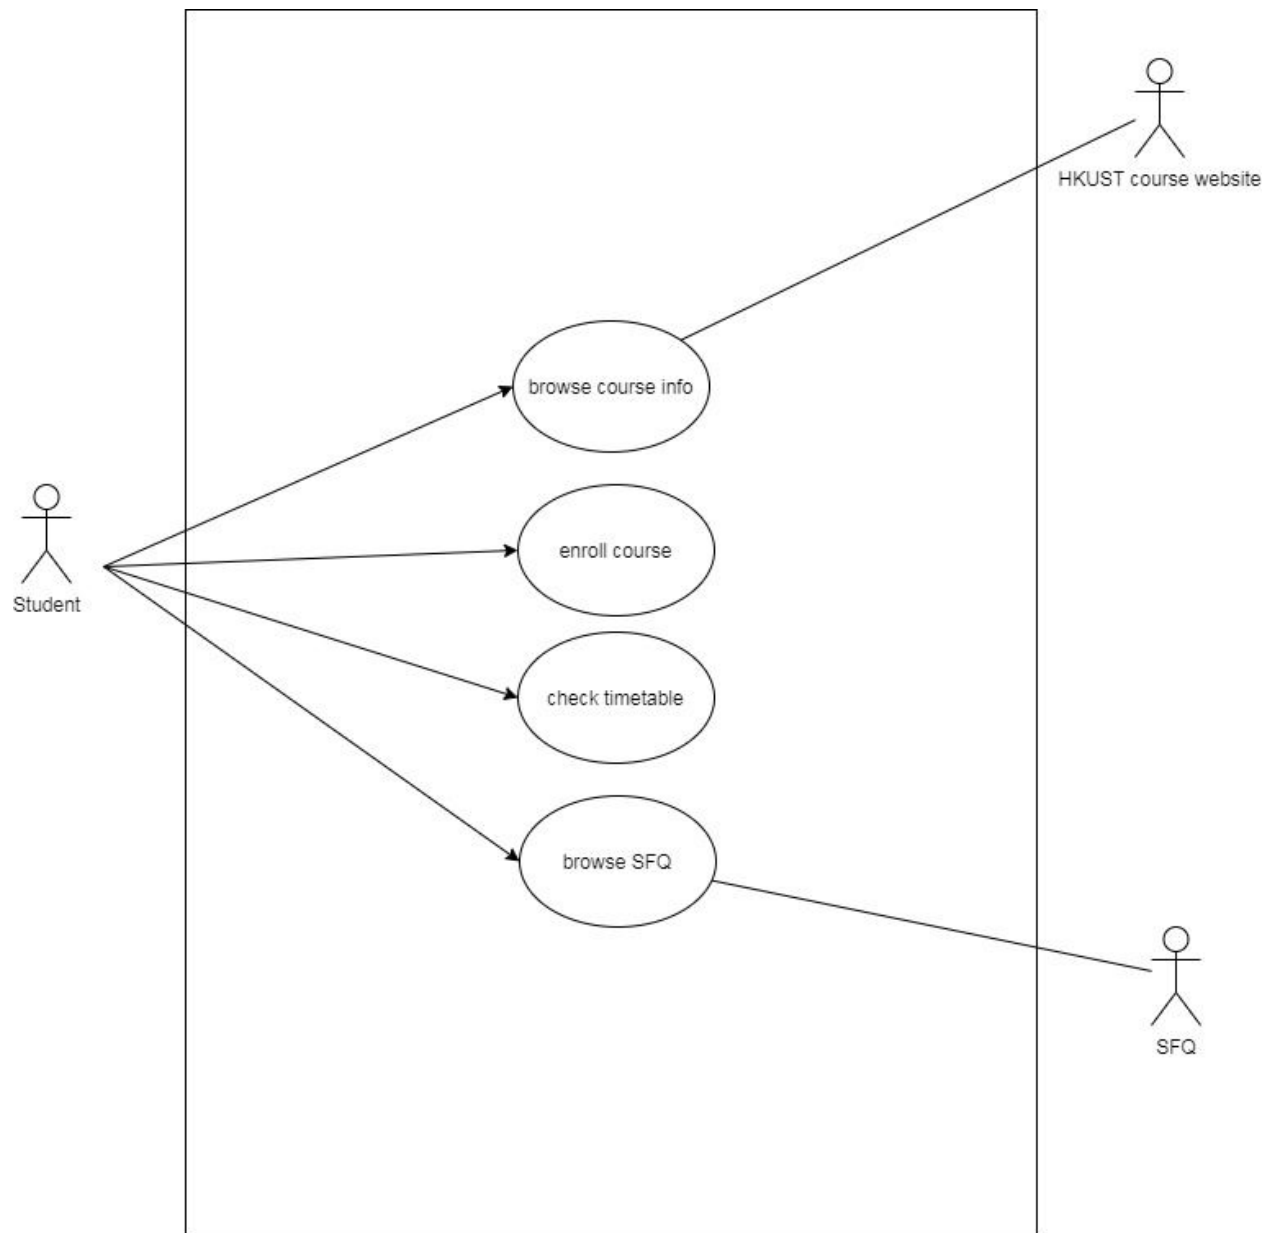 HKUST course website
browse course info
enroll course
Student
check timetable
browse SFQ
SFQ